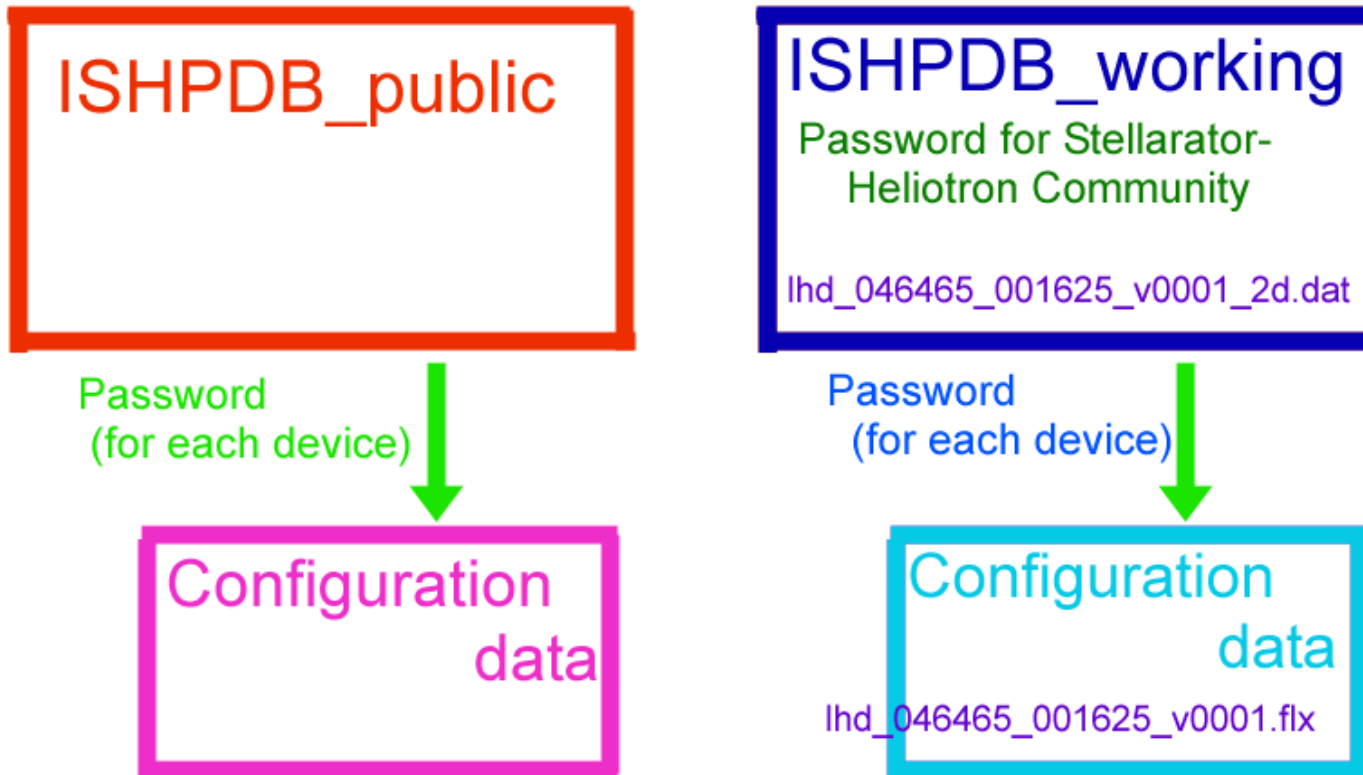 ISHPDB_public
Password
(for each device)
Configuration
data
ISHPDB_working
Password for Stellarator-
Heliotron Community
lhd_046465_001625_v0001_2d.dat
Password
(for each device)
Configuration
data
lhd_046465_001625_v0001.flx